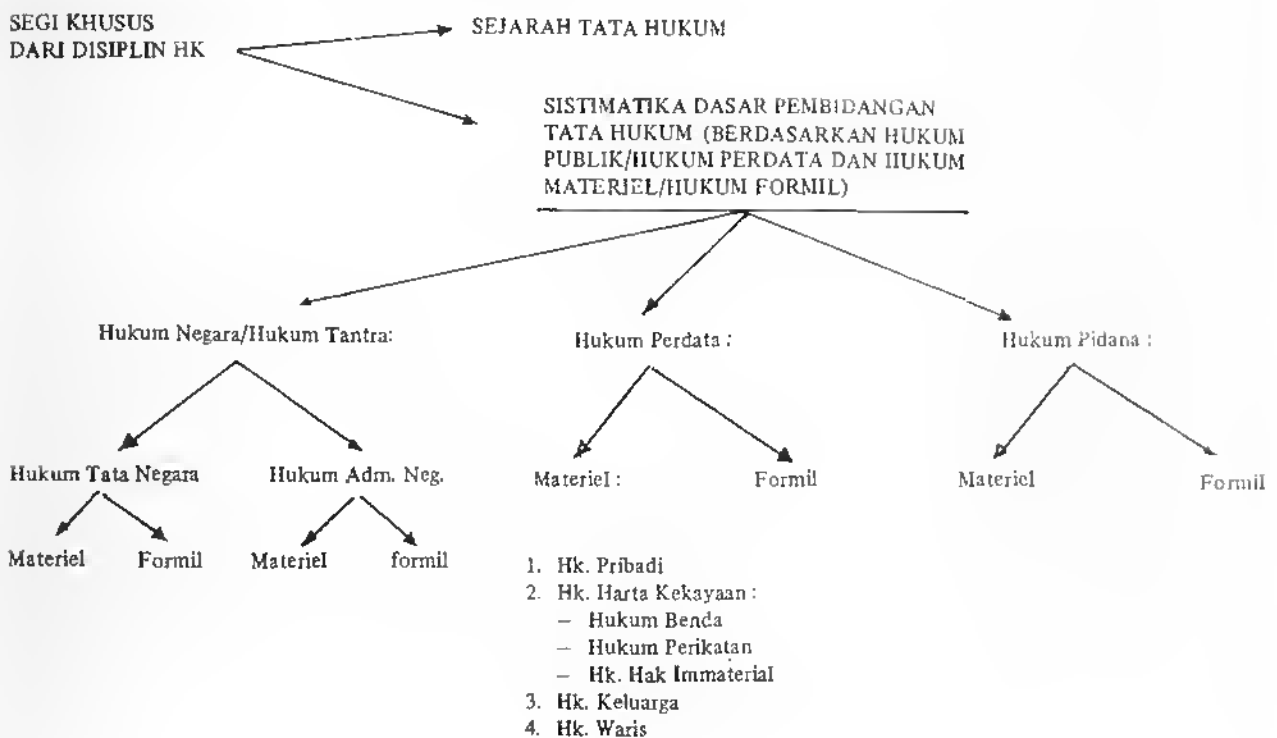 SEGI KHUSUS
DARI DISIPLIN HK
SEJARAH TATA HUKUM
SISTIMATIKA DASAR PEMBIDANGAN
TATA HUKUM (BERDASARKAN HUKUM
PUBLIK/HUKUM PERDATA DAN HUKUM
MATERIEL/HUKUM FORMIL)
Hukum Negara/Hukum Tantra:
Hukum Perdata :
Hukum Pidana :
Hukum Tata Negara
Hukum Adm. Neg.
Materiel :
Formil
Materiel
Formil
Materiel
Formil
Materiel
formil
1. Hk. Pribadi
2. Hk. Harta Kekayaan :
– Hukum Benda
– Hukum Perikatan
– Hk. Hak Immaterial
3. Hk. Keluarga
4. Hk. Waris